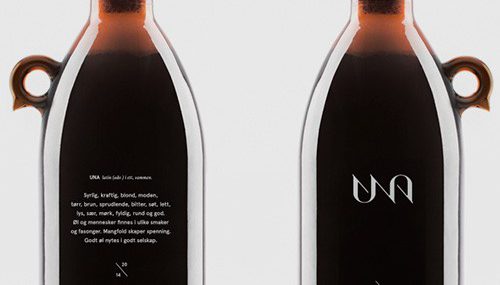 UNA latin (adv.) i ett, sammen.
Syrlig, kraftig, blond, moden,
tørr, brun, sprudlende, bitter, søt, lett,
lys, sær, mørk, fyldig, rund og god.
Øl og mennesker finnes i ulike smaker
og fasonger. Mangfold skaper spenning.
Godt øl nytes i godt selskap.
20
14
UNA